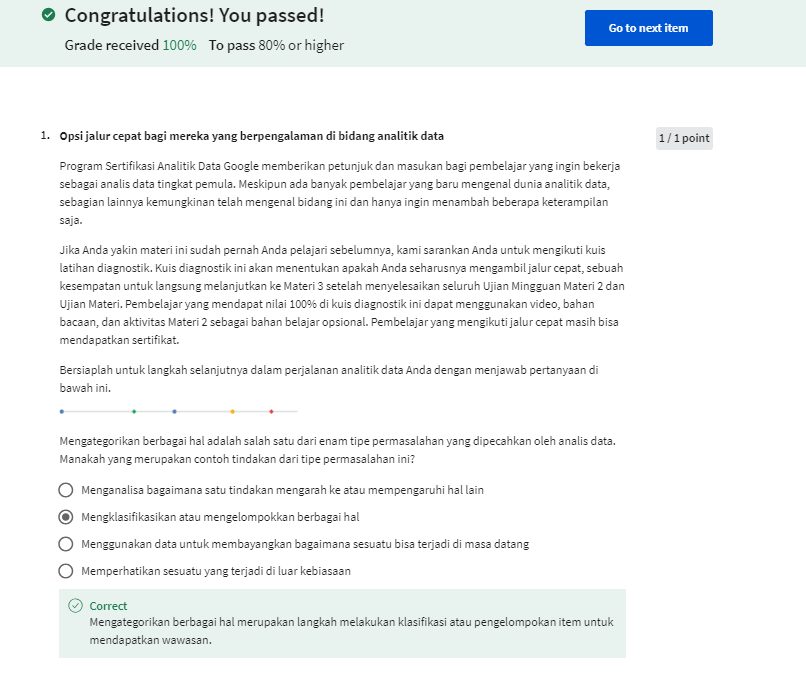 Congratulations! You passed!
Grade received 100% To pass 80% or higher
Go to next item
1. Opsi jalur cepat bagi mereka yang berpengalaman di bidang analitik data
1 / 1 point
Program Sertifikasi Analitik Data Google memberikan petunjuk dan masukan bagi pembelajar yang ingin bekerja
sebagai analis data tingkat pemula. Meskipun ada banyak pembelajar yang baru mengenal dunia analitik data,
sebagian lainnya kemungkinan telah mengenal bidang ini dan hanya ingin menambah beberapa keterampilan
saja.
Jika Anda yakin materi ini sudah pernah Anda pelajari sebelumnya, kami sarankan Anda untuk mengikuti kuis
latihan diagnostik. Kuis diagnostik ini akan menentukan apakah Anda seharusnya mengambil jalur cepat, sebuah
kesempatan untuk langsung melanjutkan ke Materi 3 setelah menyelesaikan seluruh Ujian Mingguan Materi 2 dan
Ujian Materi. Pembelajar yang mendapat nilai 100% di kuis diagnostik ini dapat menggunakan video, bahan
bacaan, dan aktivitas Materi 2 sebagai bahan belajar opsional. Pembelajar yang mengikuti jalur cepat masih bisa
mendapatkan sertifikat.
Bersiaplah untuk langkah selanjutnya dalam perjalanan analitik data Anda dengan menjawab pertanyaan di
bawah ini.
Mengategorikan berbagai hal adalah salah satu dari enam tipe permasalahan yang dipecahkan oleh analis data.
Manakah yang merupakan contoh tindakan dari tipe permasalahan ini?
Menganalisa bagaimana satu tindakan mengarah ke atau mempengaruhi hal lain
Mengklasifikasikan atau mengelompokkan berbagai hal
Menggunakan data untuk membayangkan bagaimana sesuatu bisa terjadi di masa datang
Memperhatikan sesuatu yang terjadi di luar kebiasaan
Correct
Mengategorikan berbagai hal merupakan langkah melakukan klasifikasi atau pengelompokan item untuk
mendapatkan wawasan.